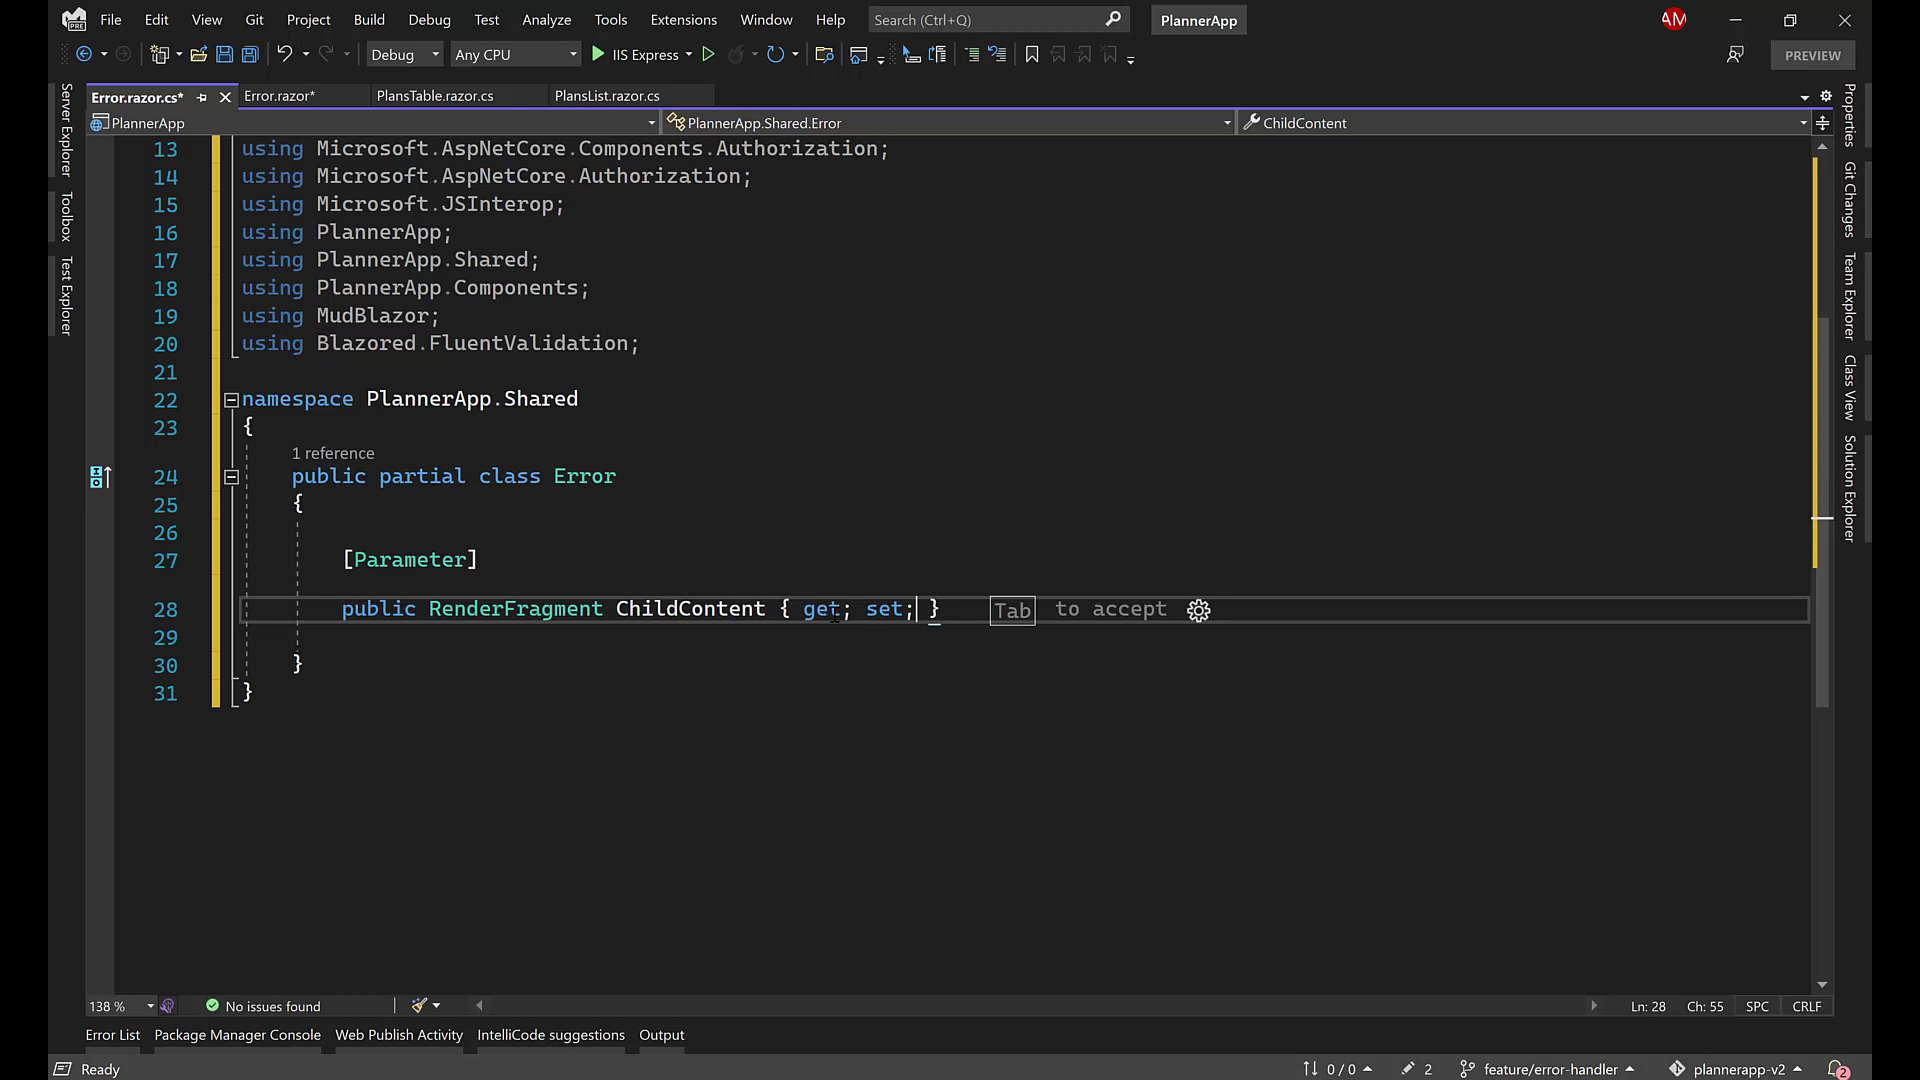 File Edit View Git Project Build Debug Test Analyze Tools Extensions Window Help Search (Ctrl+Q) PlannerApp AM
Debug Any CPU IIS Express PREVIEW
Error.razor.cs* Error.razor* PlansTable.razor.cs PlansList.razor.cs
PlannerApp PlannerApp.Shared.Error ChildContent
Server Explorer
Toolbox
Test Explorer
13 using Microsoft.AspNetCore.Components.Authorization;
14 using Microsoft.AspNetCore.Authorization;
15 using Microsoft.JSInterop;
16 using PlannerApp;
17 using PlannerApp.Shared;
18 using PlannerApp.Components;
19 using MudBlazor;
20 using Blazored.FluentValidation;
21
22 namespace PlannerApp.Shared
23 {
1 reference
24 public partial class Error
25 {
26
27 [Parameter]
28 public RenderFragment ChildContent { get; set; } Tab to accept
29
30 }
31 }
Properties
Git Changes
Team Explorer
Class View
Solution Explorer
138 % No issues found Ln: 28 Ch: 55 SPC CRLF
Error List Package Manager Console Web Publish Activity IntelliCode suggestions Output
Ready 0 / 0 2 feature/error-handler plannerapp-v2 2